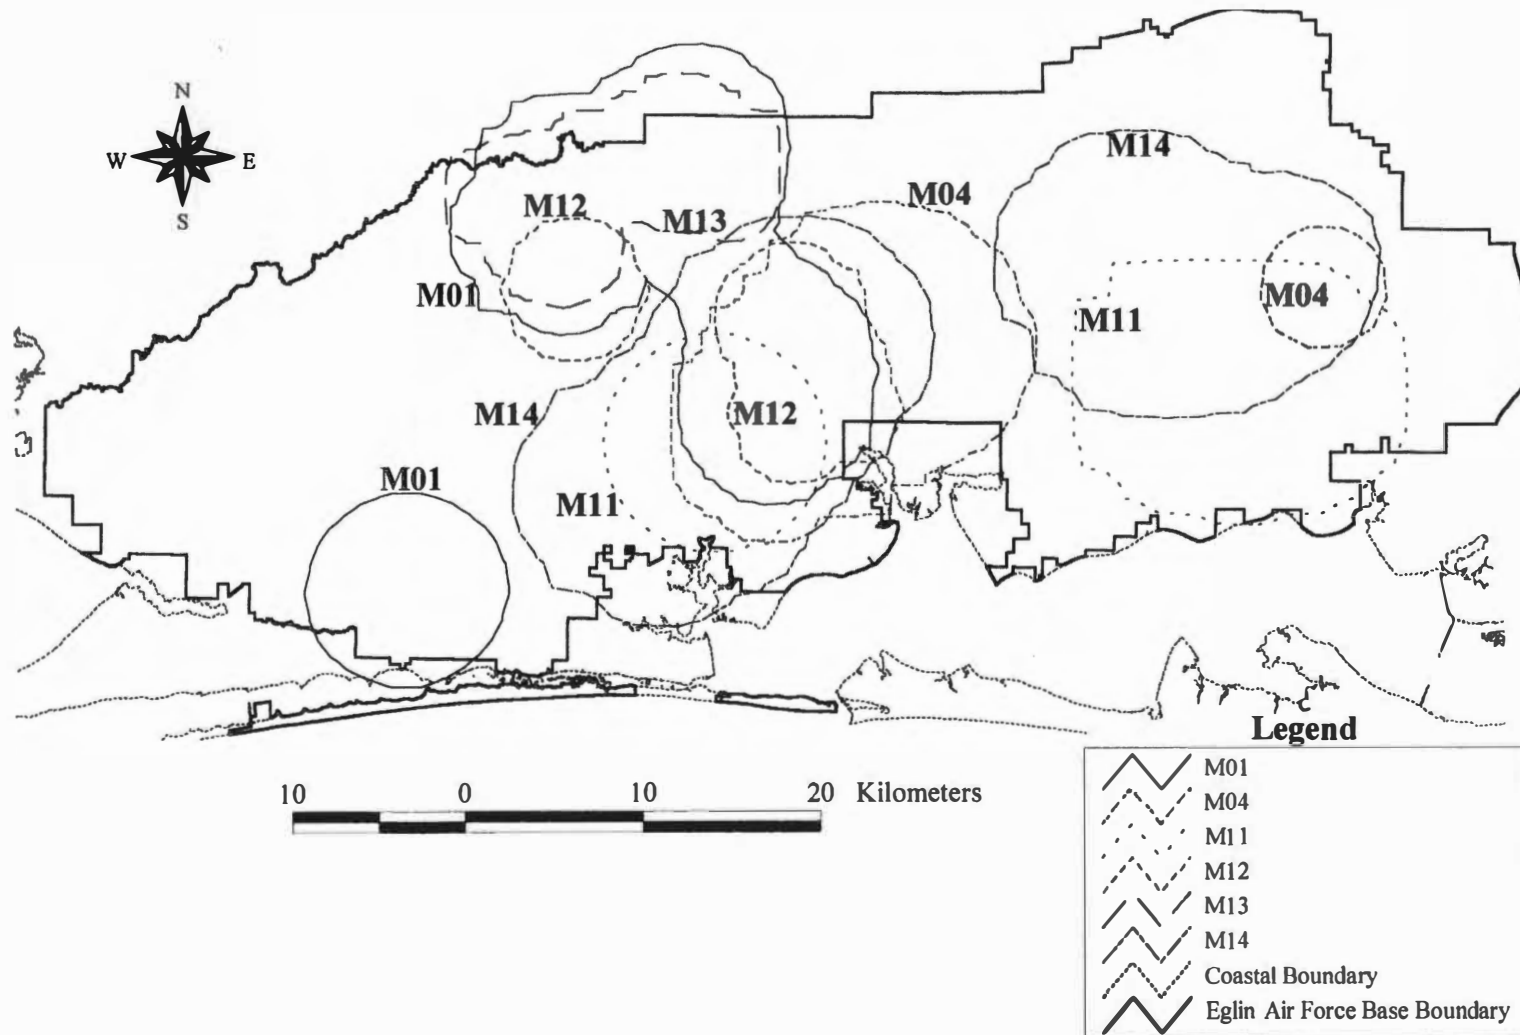 N
W E
S
M14
M04
M12
M13
M01
M04
M11
M14
M12
M01
M11
Legend
M01
M04
M11
M12
M13
M14
Coastal Boundary
Eglin Air Force Base Boundary
10 0 10 20 Kilometers